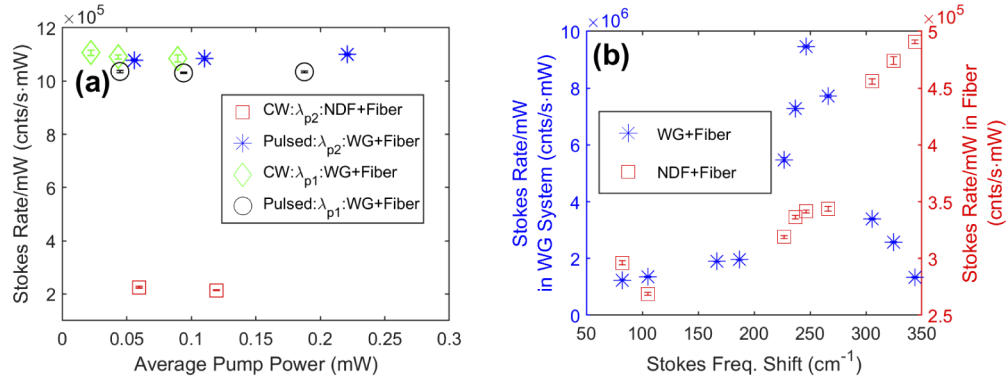 ×10⁵
(a)
12
10
8
6
4
2
Stokes Rate/mW (cnts/s·mW)
CW:λp2:NDF+Fiber
Pulsed:λp2:WG+Fiber
CW:λp1:WG+Fiber
Pulsed:λp1:WG+Fiber
0 0.05 0.1 0.15 0.2 0.25 0.3
Average Pump Power (mW)
×10⁶
(b)
10
8
6
4
2
0
Stokes Rate/mW
in WG System (cnts/s·mW)
WG+Fiber
NDF+Fiber
50 150 250 350 450
Stokes Freq. Shift (cm⁻¹)
×10⁵
5
4.5
4
3.5
3
2.5
Stokes Rate/mW in Fiber
(cnts/s·mW)